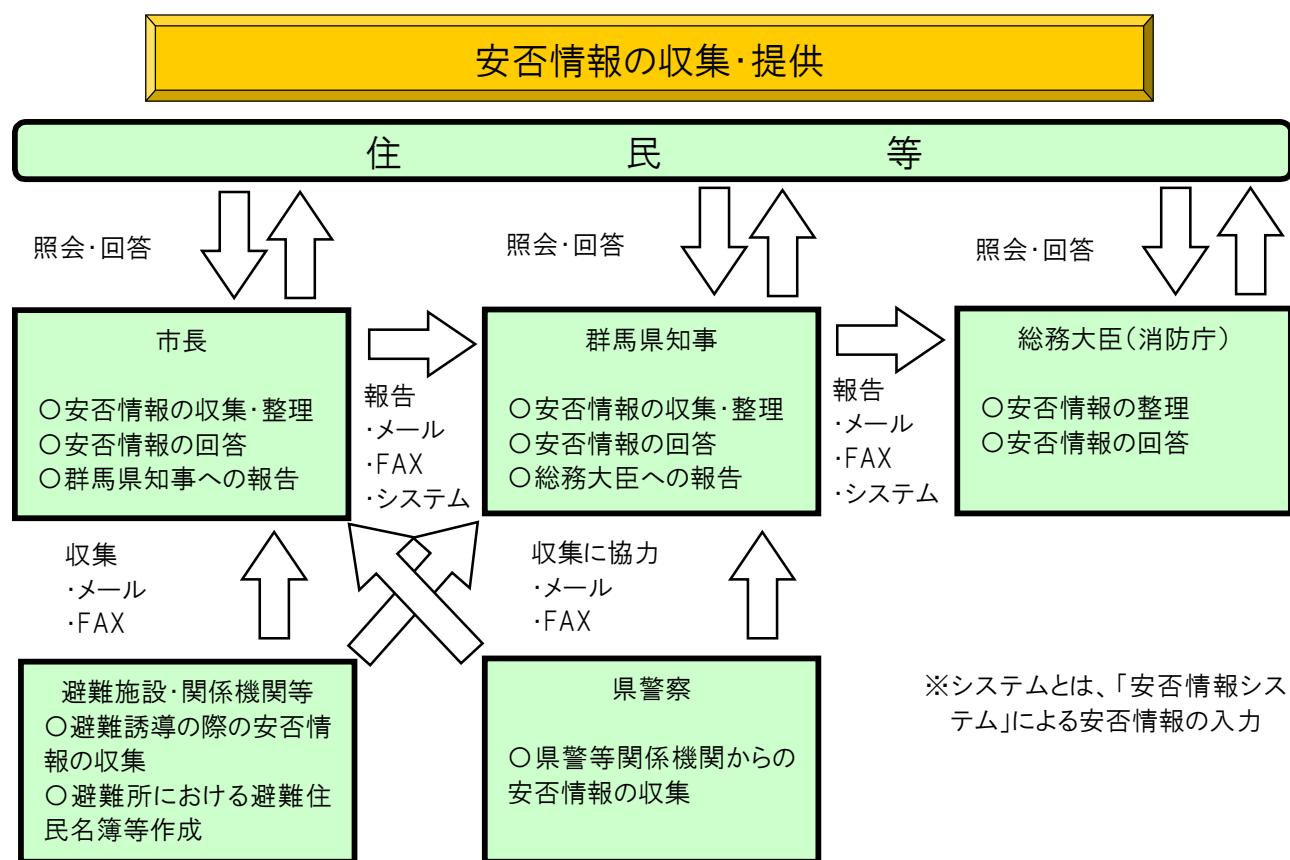 安否情報の収集・提供
住民等
照会・回答
照会・回答
照会・回答
市長
○安否情報の収集・整理
○安否情報の回答
○群馬県知事への報告
報告
・メール
・FAX
・システム
群馬県知事
○安否情報の収集・整理
○安否情報の回答
○総務大臣への報告
報告
・メール
・FAX
・システム
総務大臣(消防庁)
○安否情報の整理
○安否情報の回答
収集
・メール
・FAX
収集に協力
・メール
・FAX
避難施設・関係機関等
○避難誘導の際の安否情
報の収集
○避難所における避難住
民名簿等作成
県警察
○県警等関係機関からの
安否情報の収集
※システムとは、「安否情報シス
テム」による安否情報の入力